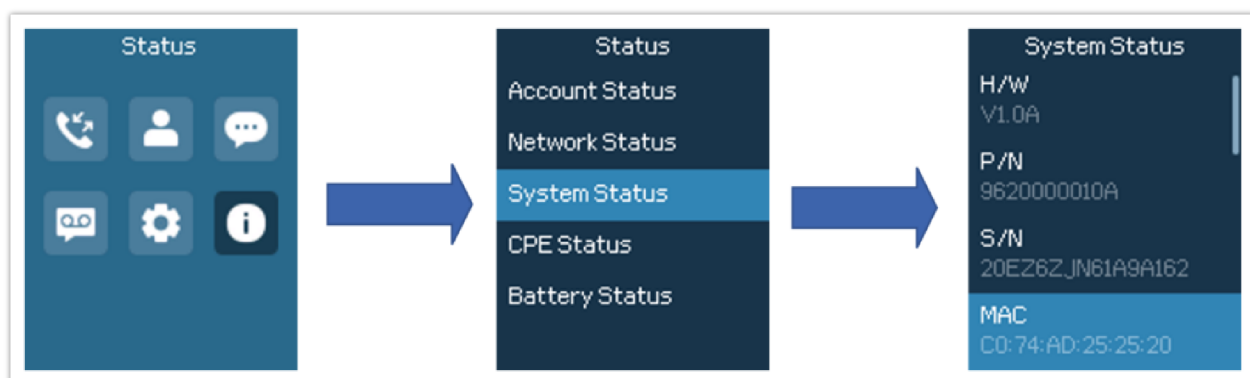 Status
Status
Account Status
Network Status
System Status
CPE Status
Battery Status
System Status
H/W
V1.0A
P/N
9620000010A
S/N
20EZ6ZJN61A9A162
MAC
C0:74:AD:25:25:20